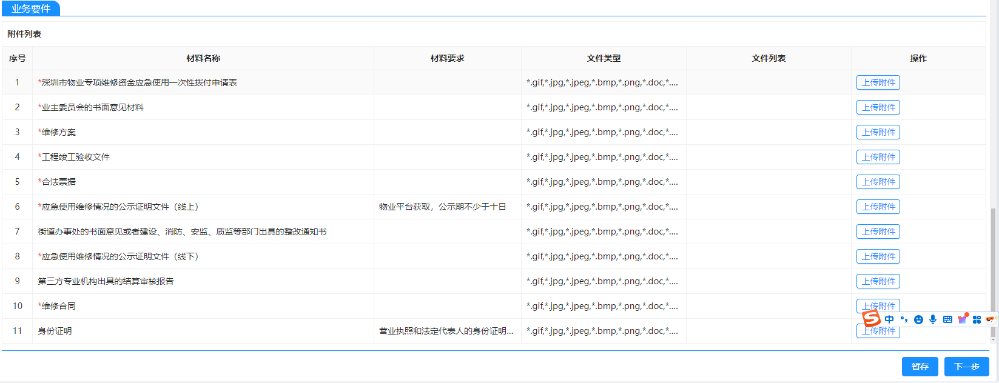 业务要件
附件列表
序号 材料名称 材料要求 文件类型 文件列表 操作
1 *深圳市物业专项维修资金应急使用一次性拨付申请表 *.gif,*.jpg,*.jpeg,*.bmp,*.png,*.doc,*.... 上传附件
2 *业主委员会的书面意见材料 *.gif,*.jpg,*.jpeg,*.bmp,*.png,*.doc,*.... 上传附件
3 *维修方案 *.gif,*.jpg,*.jpeg,*.bmp,*.png,*.doc,*.... 上传附件
4 *工程竣工验收文件 *.gif,*.jpg,*.jpeg,*.bmp,*.png,*.doc,*.... 上传附件
5 *合法票据 *.gif,*.jpg,*.jpeg,*.bmp,*.png,*.doc,*.... 上传附件
6 *应急使用维修情况的公示证明文件（线上） 物业平台获取，公示期不少于十日 *.gif,*.jpg,*.jpeg,*.bmp,*.png,*.doc,*.... 上传附件
7 街道办事处的书面意见或者建设、消防、安监、质监等部门出具的整改通知书 *.gif,*.jpg,*.jpeg,*.bmp,*.png,*.doc,*.... 上传附件
8 *应急使用维修情况的公示证明文件（线下） *.gif,*.jpg,*.jpeg,*.bmp,*.png,*.doc,*.... 上传附件
9 第三方专业机构出具的结算审核报告 *.gif,*.jpg,*.jpeg,*.bmp,*.png,*.doc,*.... 上传附件
10 *维修合同 *.gif,*.jpg,*.jpeg,*.bmp,*.png,*.doc,*.... 上传附件
S 中
11 身份证明 营业执照和法定代表人的身份证明... *.gif,*.jpg,*.jpeg,*.bmp,*.png,*.doc,*.... 上传附件
暂存 下一步